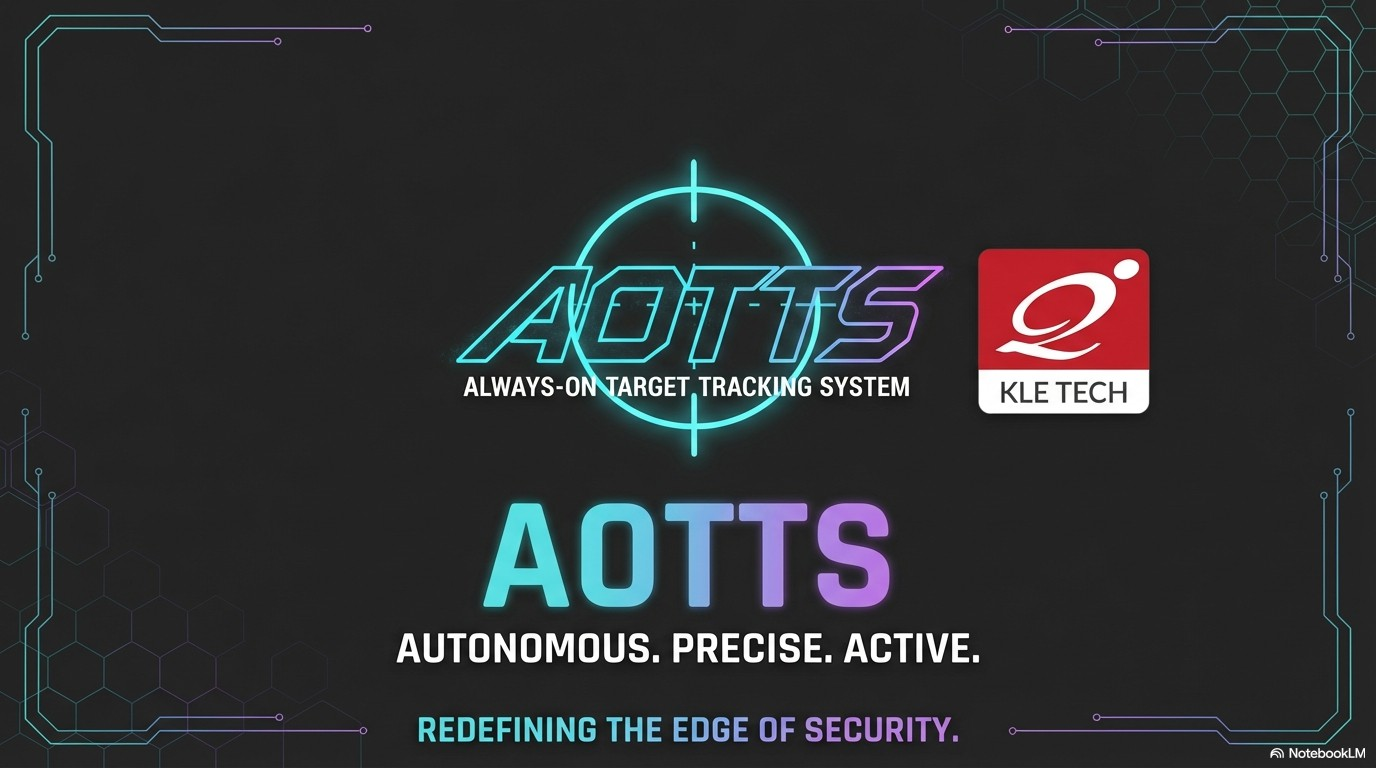 AOTTS
ALWAYS-ON TARGET TRACKING SYSTEM
KLE TECH
AOTTS
AUTONOMOUS. PRECISE. ACTIVE.
REDEFINING THE EDGE OF SECURITY.
NotebookLM